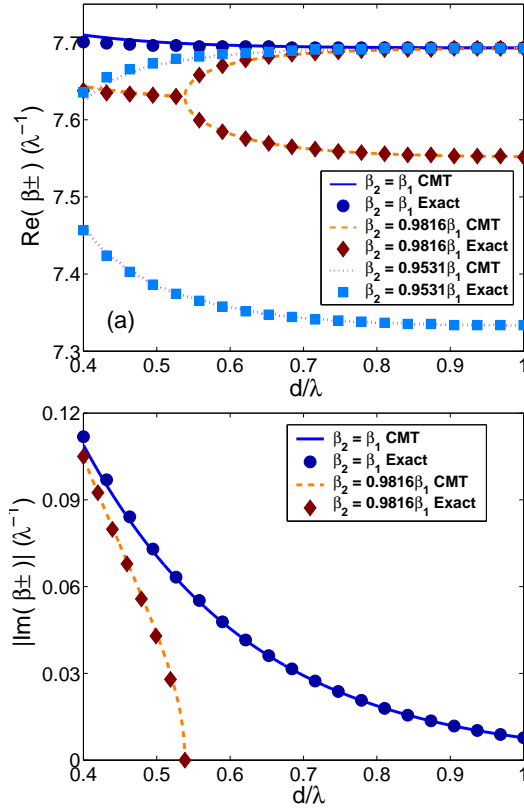 7.7
7.6
7.5
7.4
7.3
Re( β± ) (λ⁻¹)
β₂ = β₁ CMT
β₂ = β₁ Exact
β₂ = 0.9816β₁ CMT
β₂ = 0.9816β₁ Exact
β₂ = 0.9531β₁ CMT
β₂ = 0.9531β₁ Exact
(a)
0.4 0.5 0.6 0.7 0.8 0.9 1
d/λ
0.12
0.09
0.06
0.03
0
|Im( β± )| (λ⁻¹)
β₂ = β₁ CMT
β₂ = β₁ Exact
β₂ = 0.9816β₁ CMT
β₂ = 0.9816β₁ Exact
0.4 0.5 0.6 0.7 0.8 0.9 1
d/λ